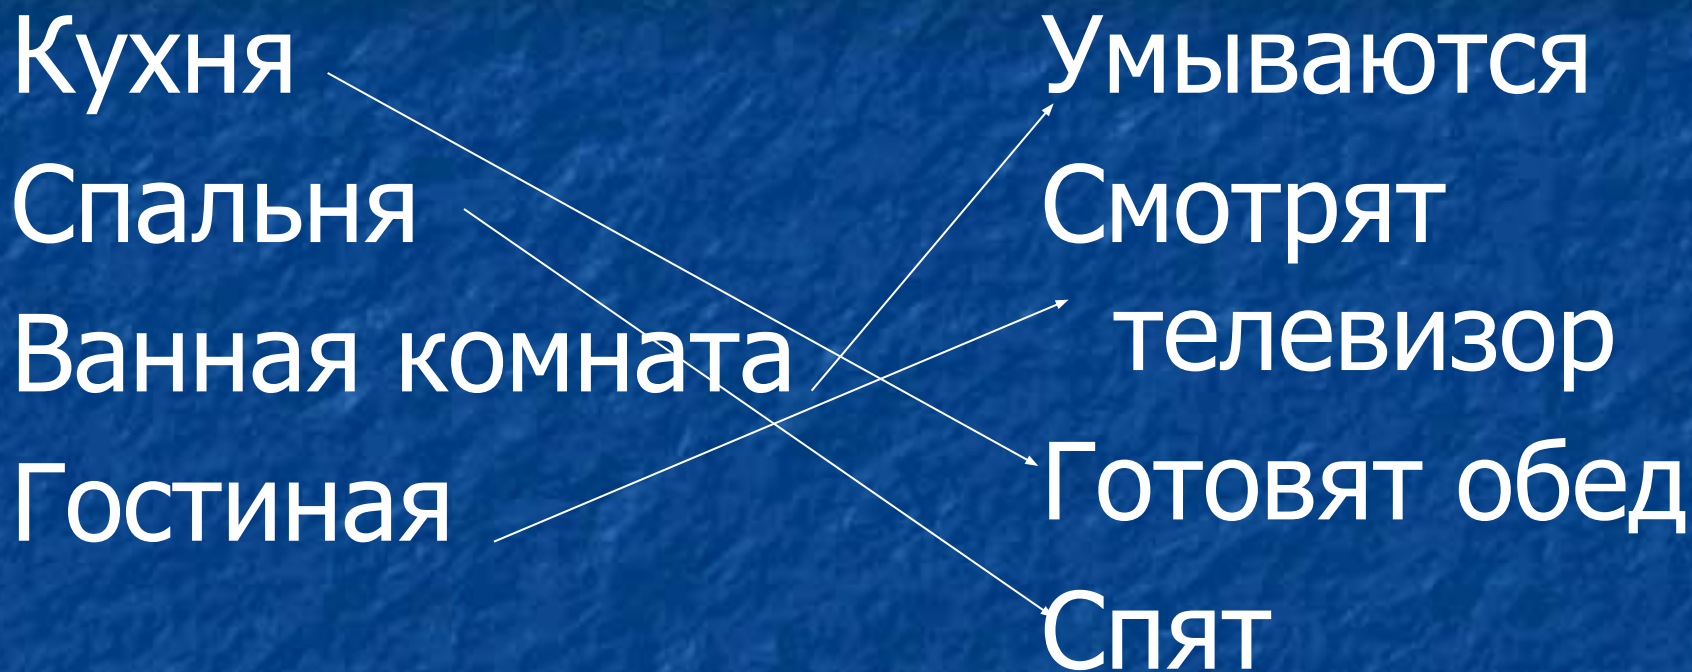 Кухня
Спальня
Ванная комната
Гостиная
Умываются
Смотрят
телевизор
Готовят обед
Спят